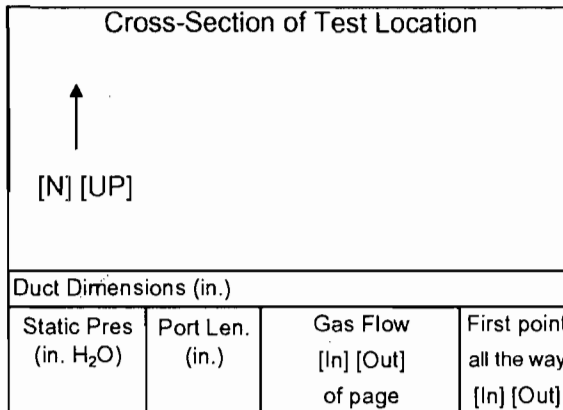 Cross-Section of Test Location
[N] [UP]
Duct Dimensions (in.)
Static Pres
(in. H₂O)
Port Len.
(in.)
Gas Flow
[In] [Out]
of page
First point
all the way
[In] [Out]